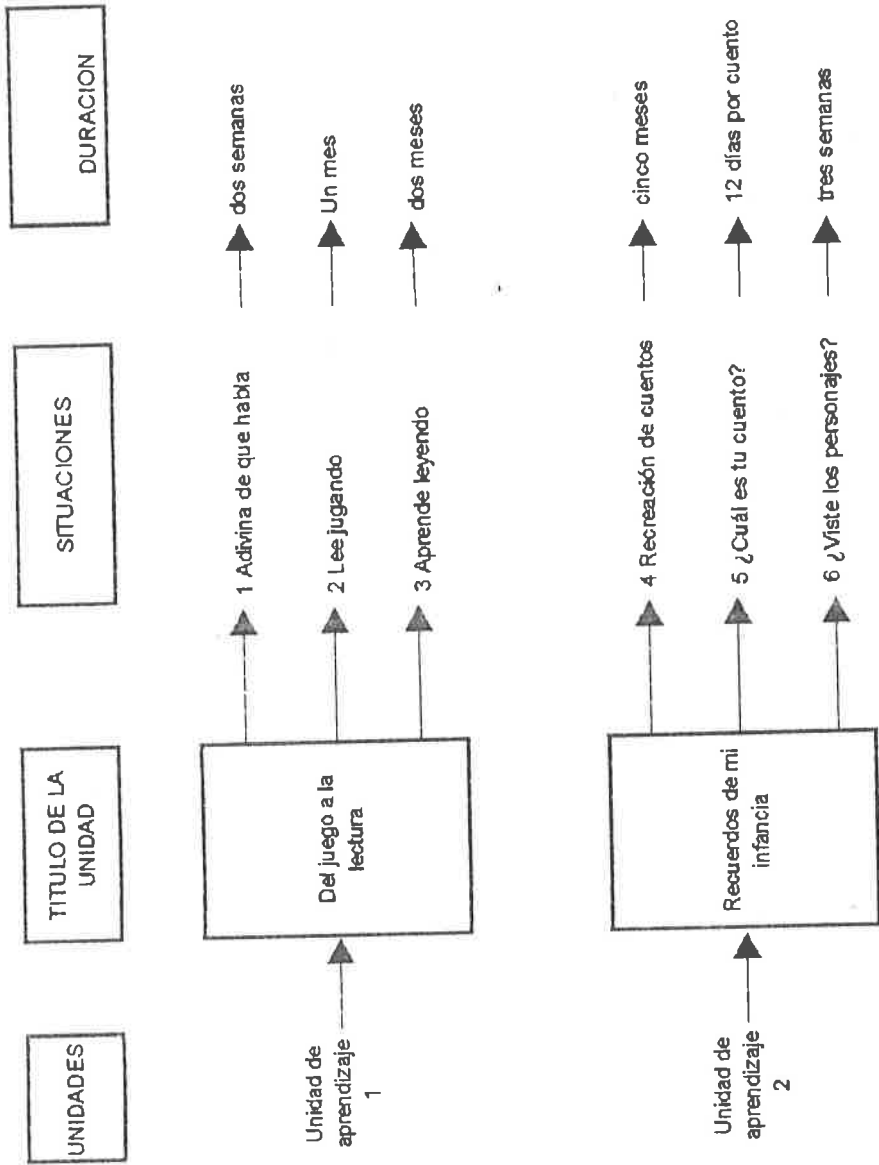 UNIDADES
TITULO DE LA
UNIDAD
SITUACIONES
DURACION
Unidad de
aprendizaje
1
Del juego a la
lectura
1 Adivina de que habla
dos semanas
2 Lee jugando
Un mes
3 Aprende leyendo
dos meses
Unidad de
aprendizaje
2
Recuerdos de mi
infancia
4 Recreación de cuentos
cinco meses
5 ¿Cuál es tu cuento?
12 días por cuento
6 ¿Viste los personajes?
tres semanas